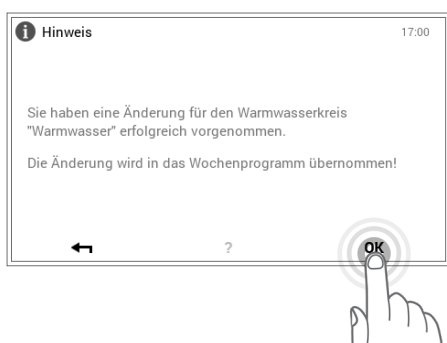 i Hinweis 17:00
Sie haben eine Änderung für den Warmwasserkreis
"Warmwasser" erfolgreich vorgenommen.
Die Änderung wird in das Wochenprogramm übernommen!
? OK